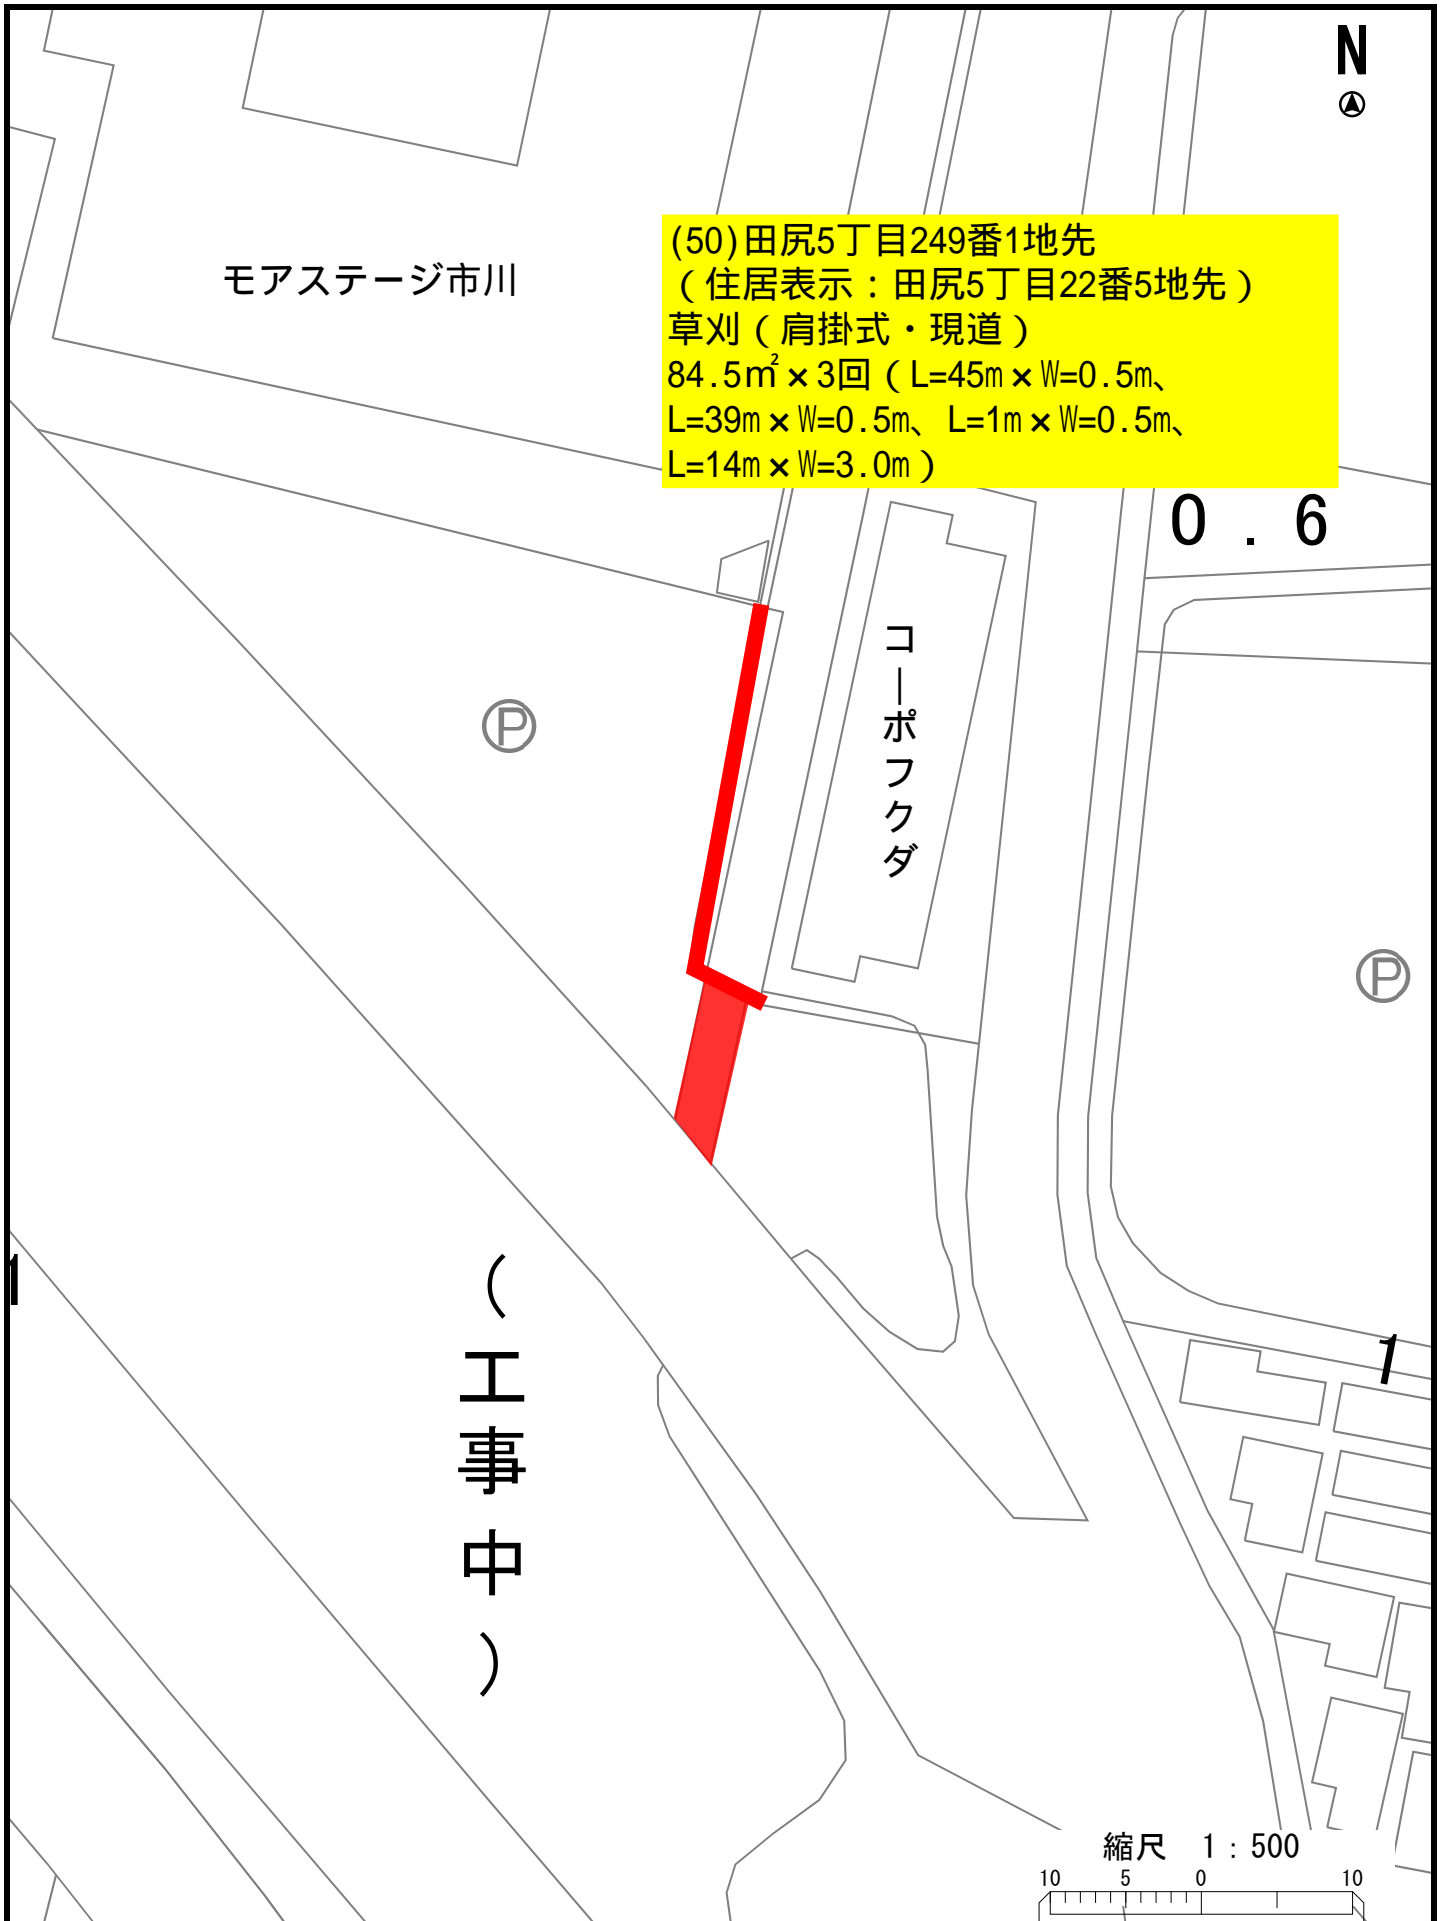 N
(50)田尻5丁目249番1地先
（住居表示：田尻5丁目22番5地先）
草刈（肩掛式・現道）
84.5㎡×3回（L=45m×W=0.5m、
L=39m×W=0.5m、L=1m×W=0.5m、
L=14m×W=3.0m）
モアステージ市川
0.6
コーポフクダ
P
P
1
（工事中）
1
縮尺 1:500
10 5 0 10